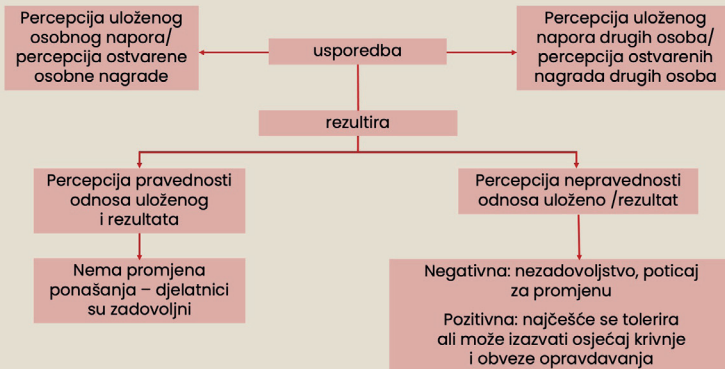 Percepcija uloženog
osobnog napora/
percepcija ostvarene
osobne nagrade
usporedba
Percepcija uloženog
napora drugih osoba/
percepcija ostvarenih
nagrada drugih osoba
rezultira
Percepcija pravednosti
odnosa uloženog
i rezultata
Percepcija nepravednosti
odnosa uloženo /rezultat
Nema promjena
ponašanja – djelatnici
su zadovoljni
Negativna: nezadovoljstvo, poticaj
za promjenu
Pozitivna: najčešće se tolerira
ali može izazvati osjećaj krivnje
i obveze opravdavanja